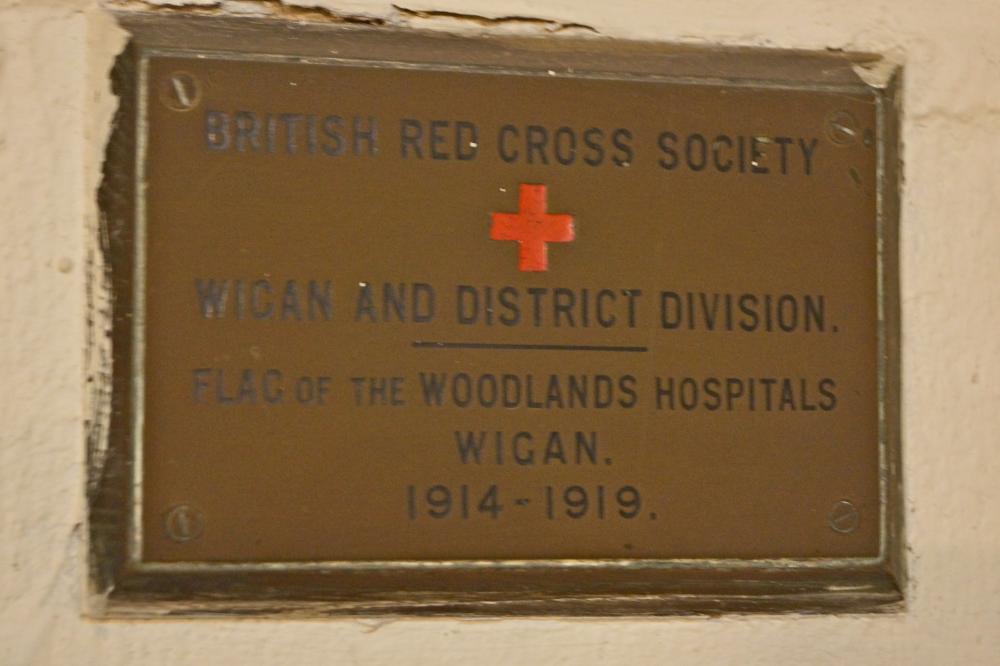 BRITISH RED CROSS SOCIETY
WIGAN AND DISTRICT DIVISION.
FLAG OF THE WOODLANDS HOSPITALS
WIGAN.
1914-1919.